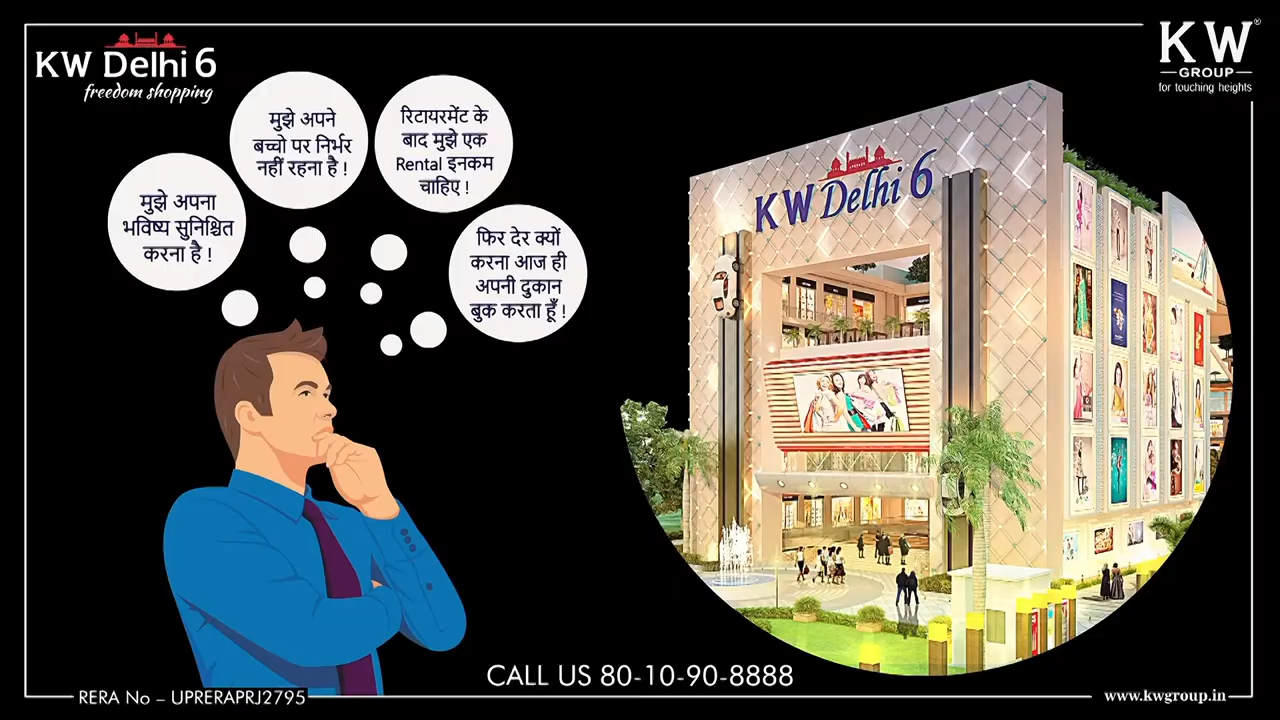 KW Delhi 6
freedom shopping
KW®
GROUP
for touching heights
मुझे अपना
भविष्य सुनिश्चित
करना है !
मुझे अपने
बच्चो पर निर्भर
नहीं रहना है !
रिटायरमेंट के
बाद मुझे एक
Rental इनकम
चाहिए !
फिर देर क्यों
करना आज ही
अपनी दुकान
बुक करता हूँ !
KW Delhi 6
CALL US 80-10-90-8888
RERA No – UPRERAPRJ2795
www.kwgroup.in